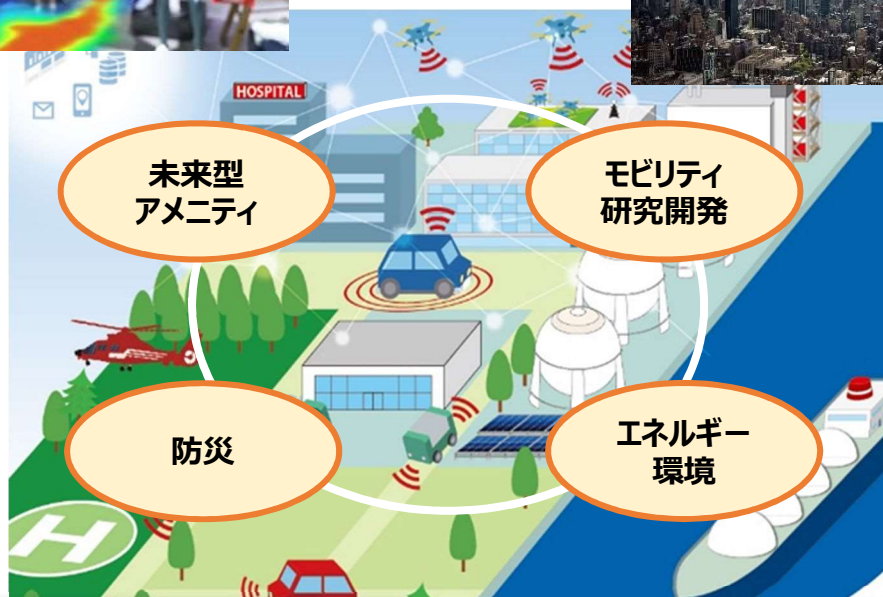 HOSPITAL
未来型
アメニティ
モビリティ
研究開発
防災
エネルギー
環境
H